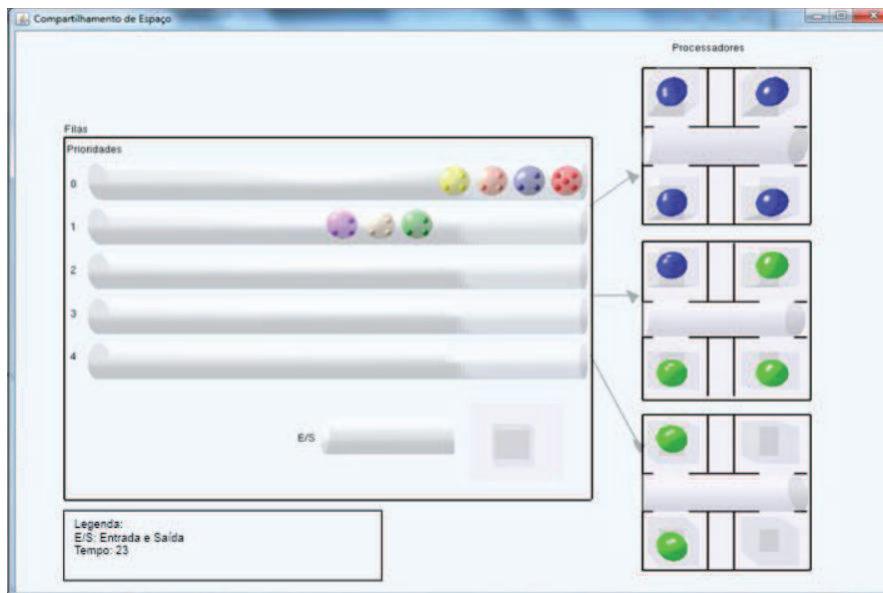 Compartilhamento de Espaço
Processadores
Filas
Prioridades
0
1
2
3
4
E/S
Legenda:
E/S: Entrada e Saída
Tempo: 23